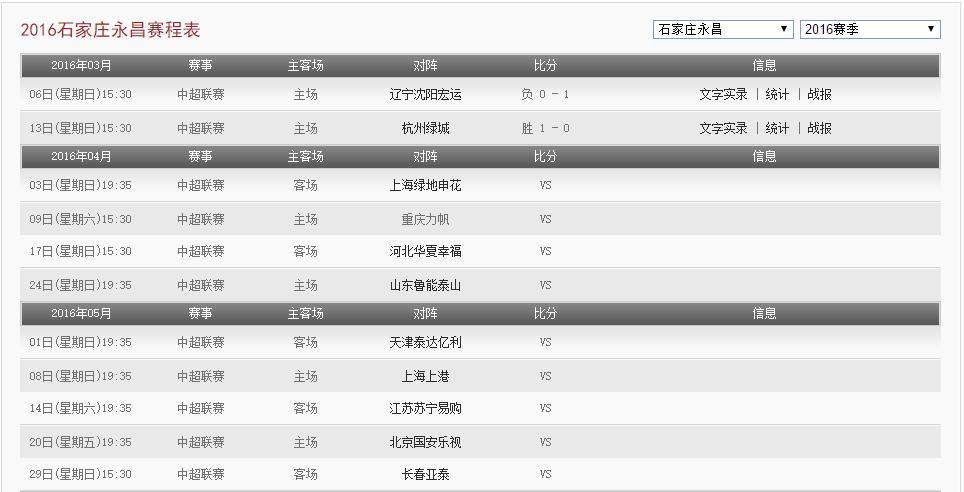 2016石家庄永昌赛程表 石家庄永昌 2016赛季
2016年03月 赛事 主客场 对阵 比分 信息
06日(星期日)15:30 中超联赛 主场 辽宁沈阳宏运 负 0 - 1 文字实录 | 统计 | 战报
13日(星期日)15:30 中超联赛 主场 杭州绿城 胜 1 - 0 文字实录 | 统计 | 战报
2016年04月 赛事 主客场 对阵 比分 信息
03日(星期日)19:35 中超联赛 客场 上海绿地申花 VS
09日(星期六)15:30 中超联赛 主场 重庆力帆 VS
17日(星期日)15:30 中超联赛 客场 河北华夏幸福 VS
24日(星期日)19:35 中超联赛 主场 山东鲁能泰山 VS
2016年05月 赛事 主客场 对阵 比分 信息
01日(星期日)19:35 中超联赛 客场 天津泰达亿利 VS
08日(星期日)19:35 中超联赛 主场 上海上港 VS
14日(星期六)19:35 中超联赛 客场 江苏苏宁易购 VS
20日(星期五)19:35 中超联赛 主场 北京国安乐视 VS
29日(星期日)15:30 中超联赛 客场 长春亚泰 VS